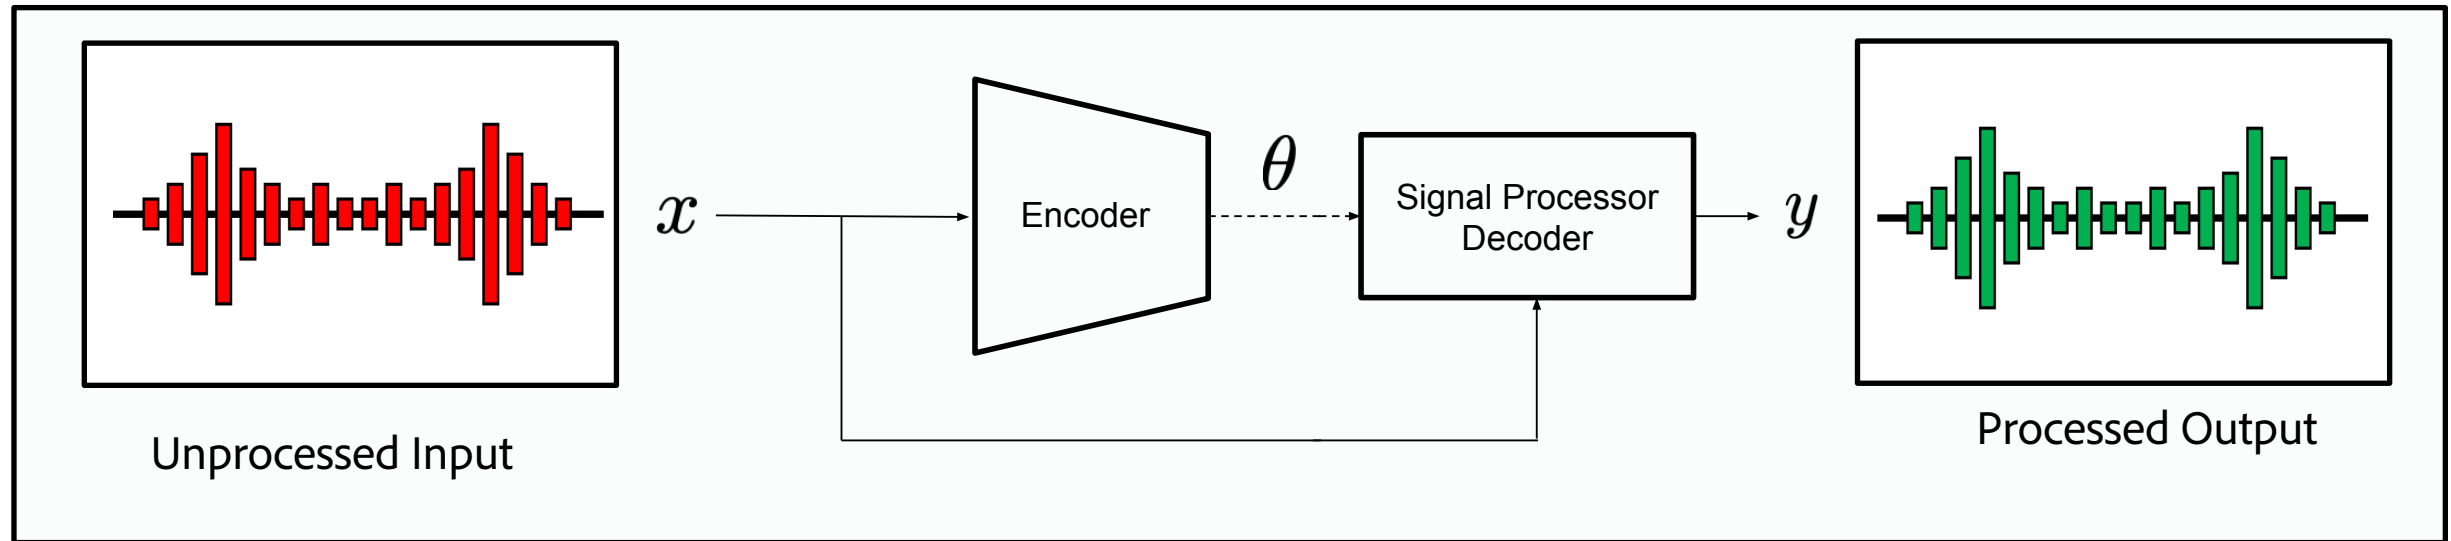 Unprocessed Input
x
Encoder
θ
Signal Processor
Decoder
y
Processed Output